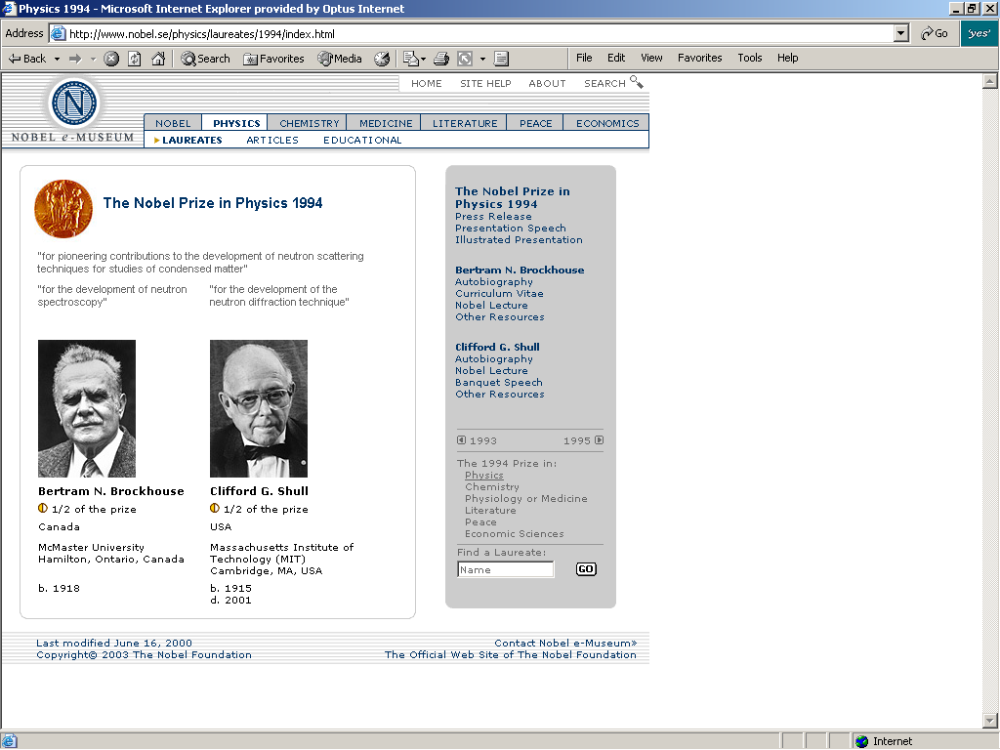 Physics 1994 - Microsoft Internet Explorer provided by Optus Internet
Address http://www.nobel.se/physics/laureates/1994/index.html Go 'yes'
Back Search Favorites Media File Edit View Favorites Tools Help
HOME SITE HELP ABOUT SEARCH
N
NOBEL e-MUSEUM
NOBEL PHYSICS CHEMISTRY MEDICINE LITERATURE PEACE ECONOMICS
LAUREATES ARTICLES EDUCATIONAL
The Nobel Prize in Physics 1994
"for pioneering contributions to the development of neutron scattering
techniques for studies of condensed matter"
"for the development of neutron
spectroscopy"
"for the development of the
neutron diffraction technique"
Bertram N. Brockhouse
1/2 of the prize
Canada
McMaster University
Hamilton, Ontario, Canada
b. 1918
Clifford G. Shull
1/2 of the prize
USA
Massachusetts Institute of
Technology (MIT)
Cambridge, MA, USA
b. 1915
d. 2001
The Nobel Prize in
Physics 1994
Press Release
Presentation Speech
Illustrated Presentation
Bertram N. Brockhouse
Autobiography
Curriculum Vitae
Nobel Lecture
Other Resources
Clifford G. Shull
Autobiography
Nobel Lecture
Banquet Speech
Other Resources
1993 1995
The 1994 Prize in:
Physics
Chemistry
Physiology or Medicine
Literature
Peace
Economic Sciences
Find a Laureate:
Name GO
Last modified June 16, 2000 Contact Nobel e-Museum»
Copyright© 2003 The Nobel Foundation The Official Web Site of The Nobel Foundation
Internet